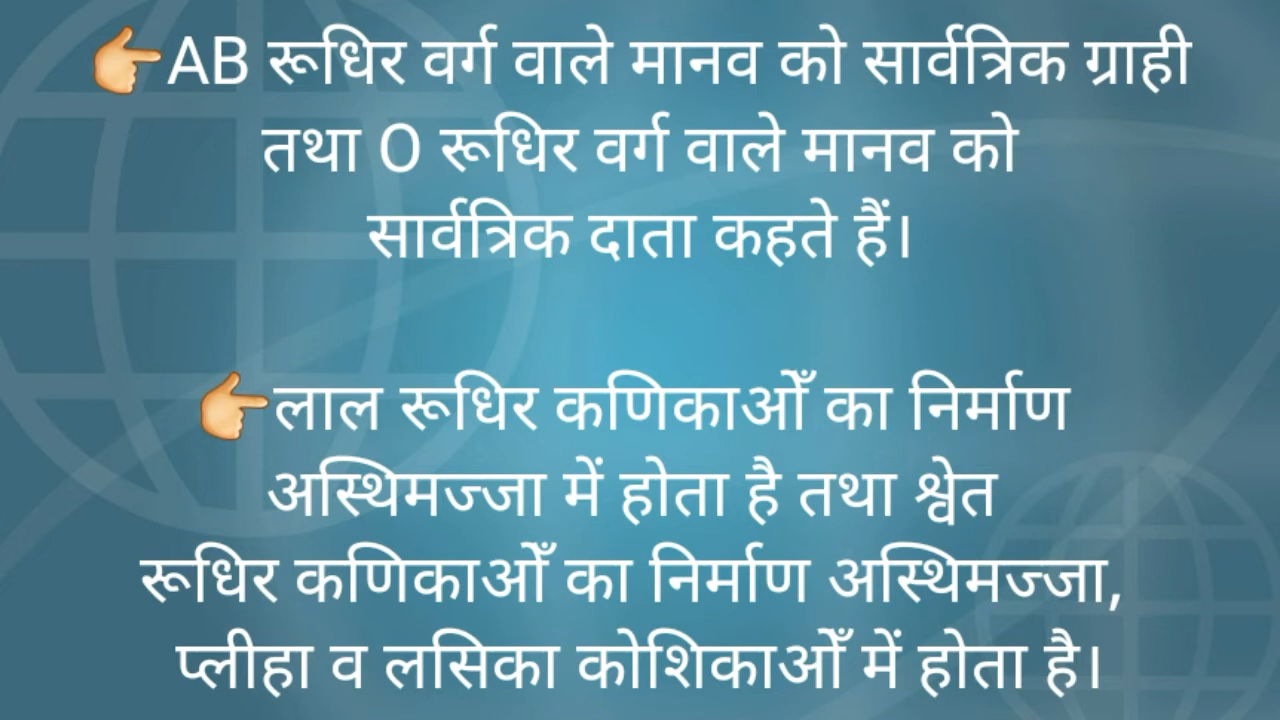 👉AB रूधिर वर्ग वाले मानव को सार्वत्रिक ग्राही
तथा O रूधिर वर्ग वाले मानव को
सार्वत्रिक दाता कहते हैं।
👉लाल रूधिर कणिकाओँ का निर्माण
अस्थिमज्जा में होता है तथा श्वेत
रूधिर कणिकाओँ का निर्माण अस्थिमज्जा,
प्लीहा व लसिका कोशिकाओँ में होता है।